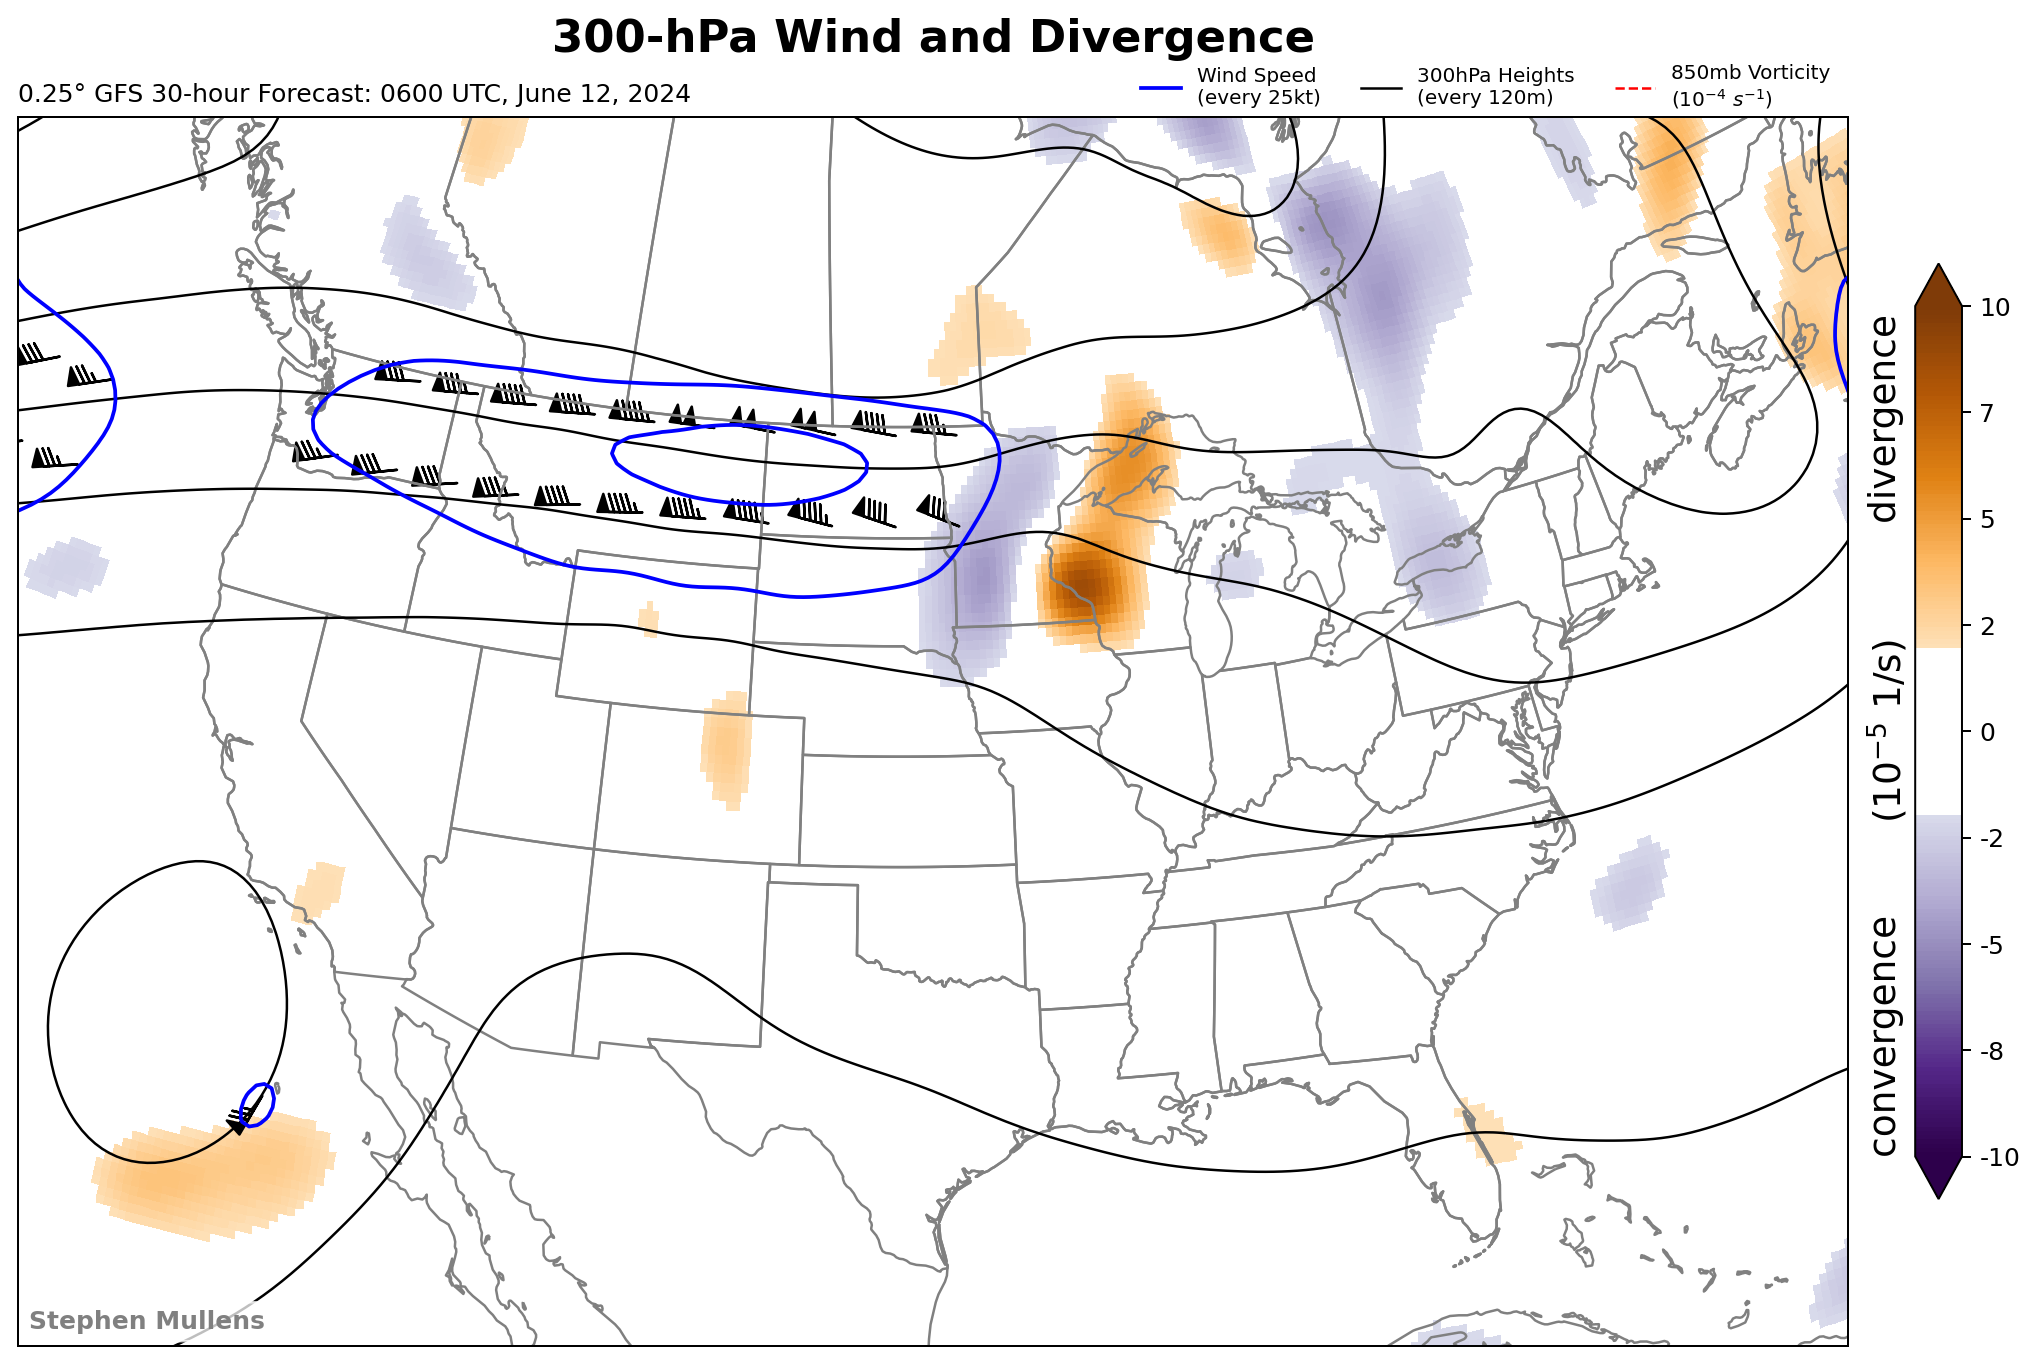 300-hPa Wind and Divergence
0.25° GFS 30-hour Forecast: 0600 UTC, June 12, 2024
Wind Speed
(every 25kt)
300hPa Heights
(every 120m)
850mb Vorticity
(10⁻⁴ s⁻¹)
10
7
5
2
0
-2
-5
-8
-10
convergence (10⁻⁵ 1/s) divergence
Stephen Mullens